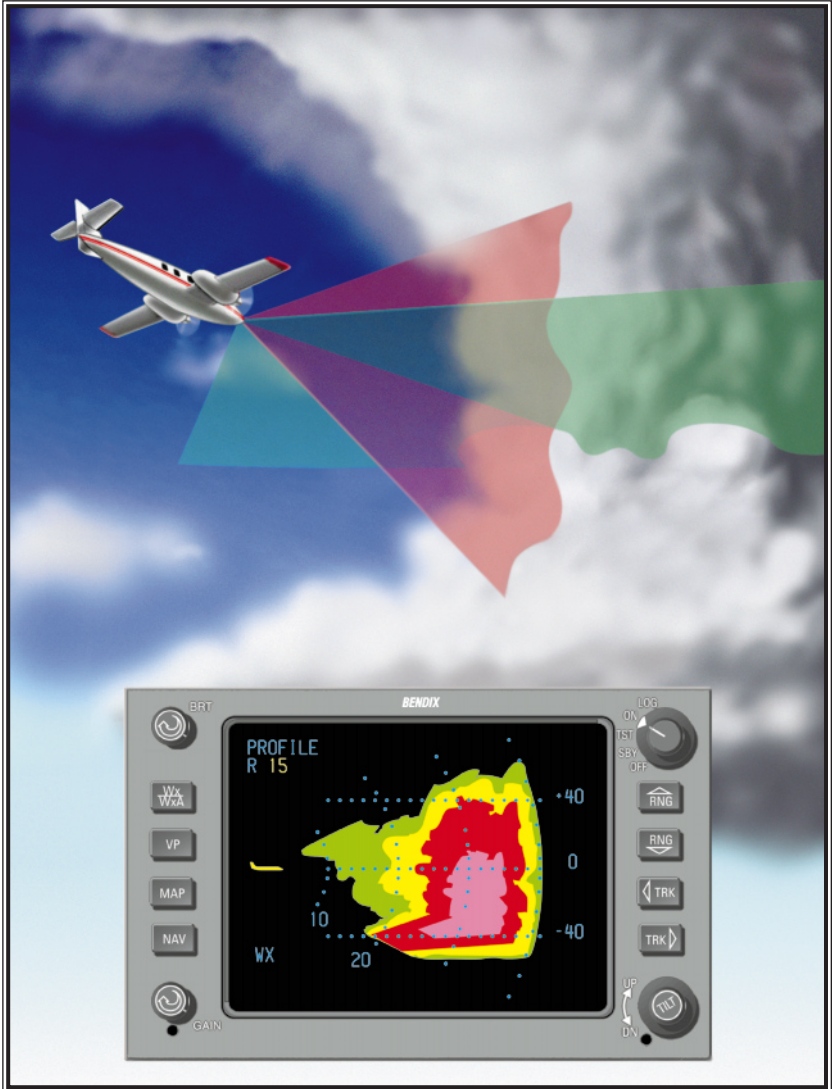 BENDIX
BRT
LOG
ON
TST
SBY
OFF
PROFILE
R 15
+40
0
-40
10
20
WX
Wx
WxA
VP
MAP
NAV
GAIN
RNG
RNG
TRK
TRK
UP
TILT
DN